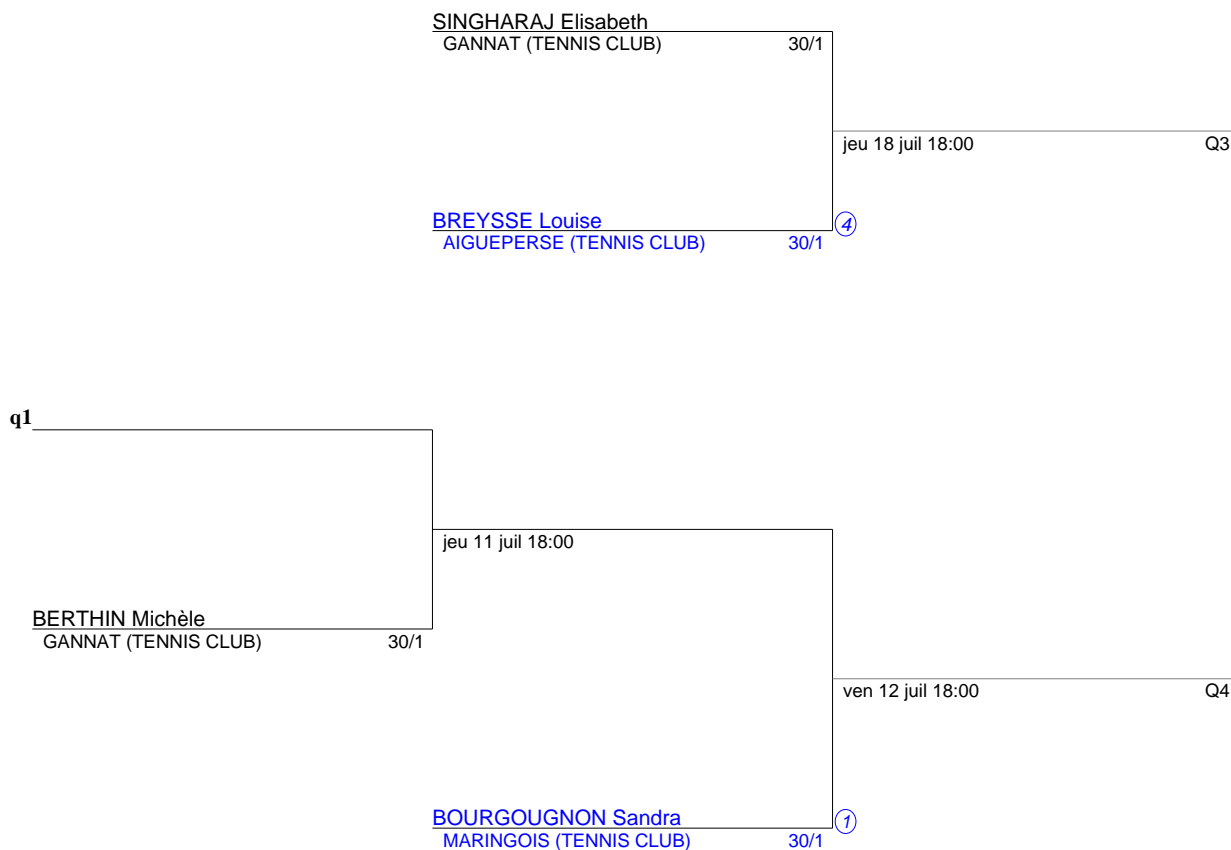 SINGHARAJ Elisabeth
GANNAT (TENNIS CLUB) 30/1
jeu 18 juil 18:00 Q3
BREYSSE Louise 4
AIGUEPERSE (TENNIS CLUB) 30/1
q1
jeu 11 juil 18:00
BERTHIN Michèle
GANNAT (TENNIS CLUB) 30/1
ven 12 juil 18:00 Q4
BOURGOUGNON Sandra 1
MARINGOIS (TENNIS CLUB) 30/1